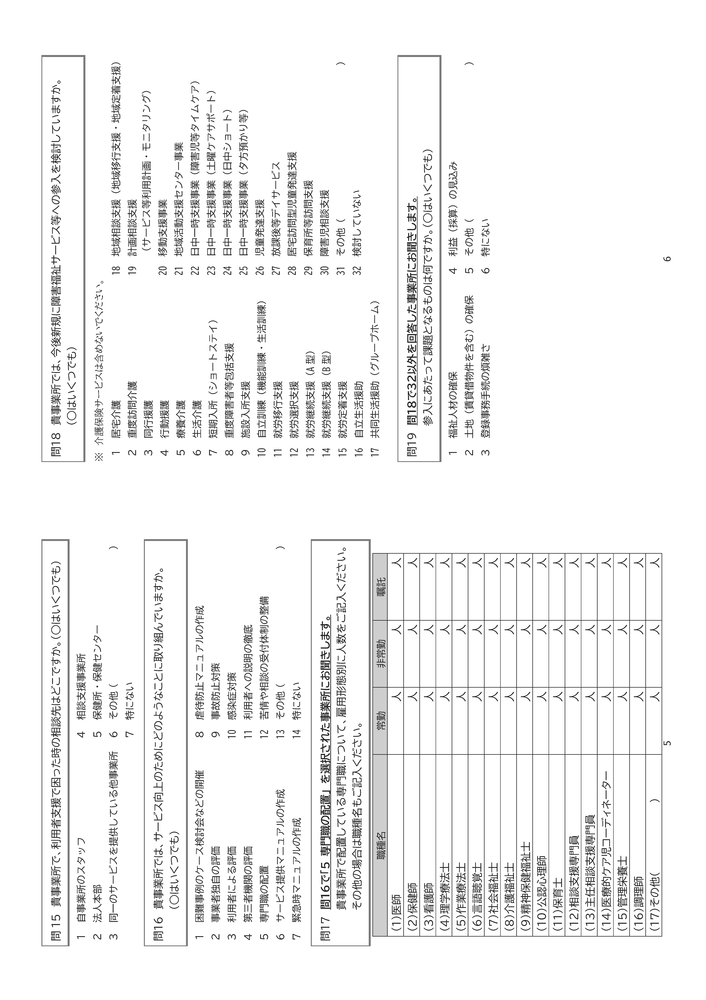 問 15　貴事業所で、利用者支援で困った時の相談先はどこですか。（〇はいくつでも）
1　自事業所のスタッフ
2　法人本部
3　同一のサービスを提供している他事業所
4　相談支援事業所
5　保健所・保健センター
6　その他（　　　　　　　　　　　　　　）
7　特にない
問16　貴事業所では、サービス向上のためにどのようなことに取り組んでいますか。
（〇はいくつでも）
1　困難事例のケース検討会などの開催
2　事業者独自の評価
3　利用者による評価
4　第三者機関の評価
5　専門職の配置
6　サービス提供マニュアルの作成
7　緊急時マニュアルの作成
8　虐待防止マニュアルの作成
9　事故防止対策
10　感染症対策
11　利用者への説明の徹底
12　苦情や相談の受付体制の整備
13　その他（　　　　　　　　　　　　　　）
14　特にない
問17　問16で「５ 専門職の配置」を選択された事業所にお聞きします。
貴事業所で配置している専門職について、雇用形態別に人数をご記入ください。
その他の場合は職種名もご記入ください。
職種名　常勤　非常勤　嘱託
（1）医師　人　人　人
（2）保健師　人　人　人
（3）看護師　人　人　人
（4）理学療法士　人　人　人
（5）作業療法士　人　人　人
（6）言語聴覚士　人　人　人
（7）社会福祉士　人　人　人
（8）介護福祉士　人　人　人
（9）精神保健福祉士　人　人　人
（10）公認心理師　人　人　人
（11）保育士　人　人　人
（12）相談支援専門員　人　人　人
（13）主任相談支援専門員　人　人　人
（14）医療的ケア児コーディネーター　人　人　人
（15）管理栄養士　人　人　人
（16）調理師　人　人　人
（17）その他（　　　　　　　）　人　人　人
5
問18　貴事業所では、今後新規に障害福祉サービス等への参入を検討していますか。
（〇はいくつでも）
※　介護保険サービスは含めないでください。
1　居宅介護
2　重度訪問介護
3　同行援護
4　行動援護
5　療養介護
6　生活介護
7　短期入所（ショートステイ）
8　重度障害者等包括支援
9　施設入所支援
10　自立訓練（機能訓練・生活訓練）
11　就労移行支援
12　就労選択支援
13　就労継続支援（A 型）
14　就労継続支援（B 型）
15　就労定着支援
16　自立生活援助
17　共同生活援助（グループホーム）
18　地域相談支援（地域移行支援・地域定着支援）
19　計画相談支援
（サービス等利用計画・モニタリング）
20　移動支援事業
21　地域活動支援センター事業
22　日中一時支援事業（障害児等タイムケア）
23　日中一時支援事業（土曜ケアサポート）
24　日中一時支援事業（日中ショート）
25　日中一時支援事業（夕方預かり等）
26　児童発達支援
27　放課後等デイサービス
28　居宅訪問型児童発達支援
29　保育所等訪問支援
30　障害児相談支援
31　その他（　　　　　　　　　　　　　　　）
32　検討していない
問19　問18で32以外を回答した事業所にお聞きします。
参入にあたって課題となるものは何ですか。（〇はいくつでも）
1　福祉人材の確保
2　土地（賃貸借物件を含む）の確保
3　登録事務手続の煩雑さ
4　利益（採算）の見込み
5　その他（　　　　　　　　　　　　　　　）
6　特にない
6